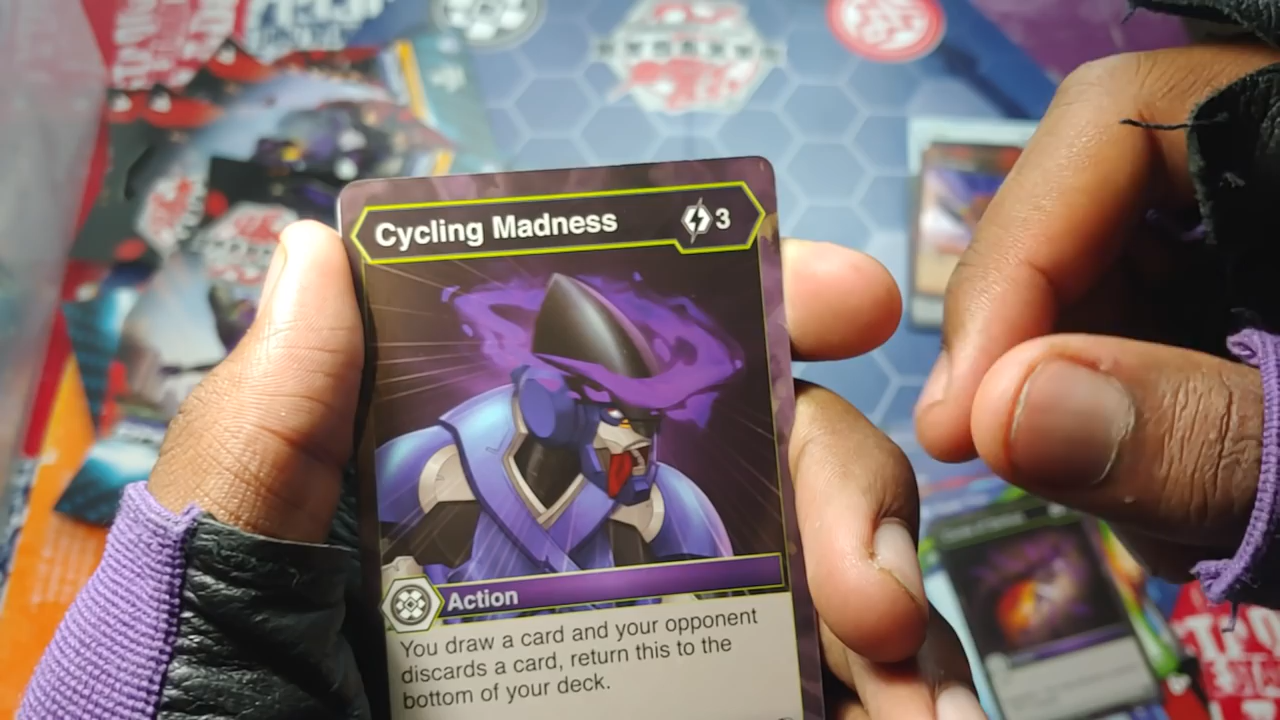 Cycling Madness 3
Action
You draw a card and your opponent
discards a card, return this to the
bottom of your deck.